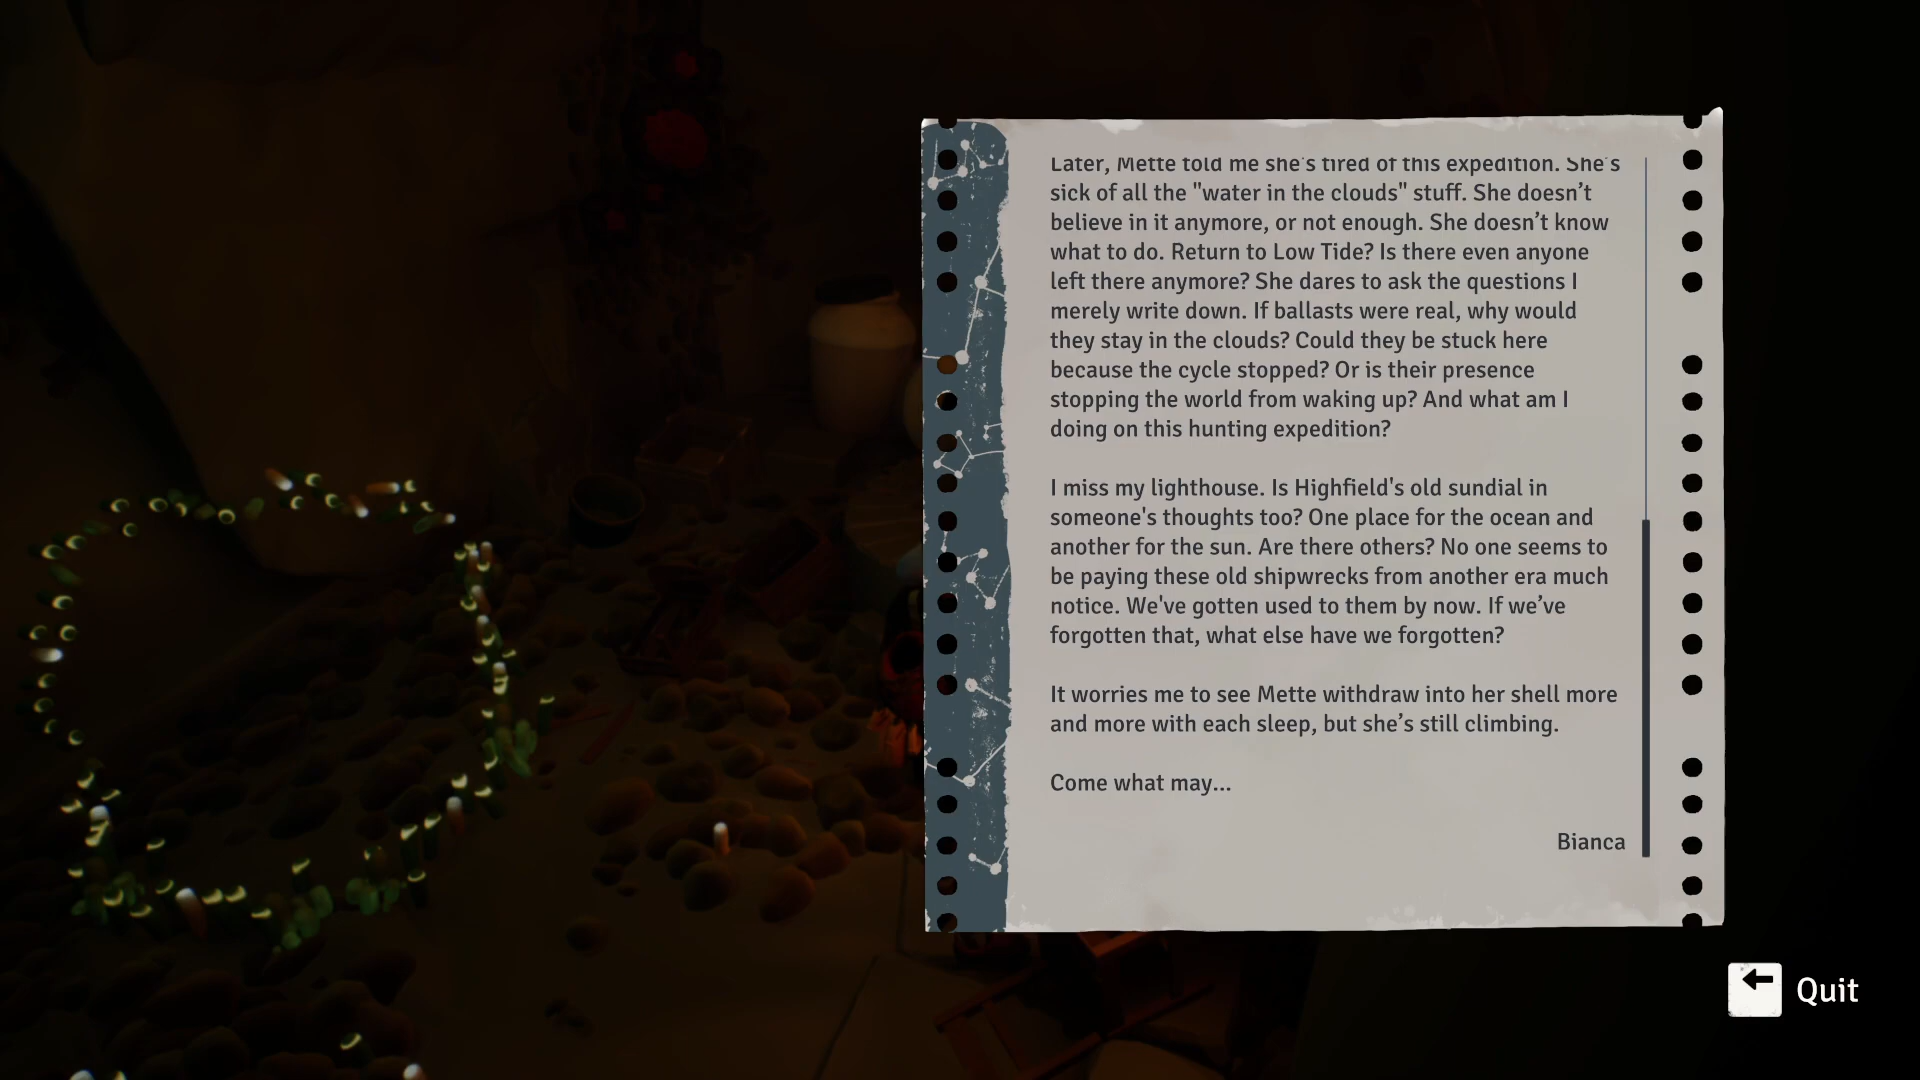 Later, Mette told me she's tired of this expedition. She's
sick of all the "water in the clouds" stuff. She doesn’t
believe in it anymore, or not enough. She doesn’t know
what to do. Return to Low Tide? Is there even anyone
left there anymore? She dares to ask the questions I
merely write down. If ballasts were real, why would
they stay in the clouds? Could they be stuck here
because the cycle stopped? Or is their presence
stopping the world from waking up? And what am I
doing on this hunting expedition?
I miss my lighthouse. Is Highfield's old sundial in
someone's thoughts too? One place for the ocean and
another for the sun. Are there others? No one seems to
be paying these old shipwrecks from another era much
notice. We've gotten used to them by now. If we’ve
forgotten that, what else have we forgotten?
It worries me to see Mette withdraw into her shell more
and more with each sleep, but she’s still climbing.
Come what may...
Bianca
Quit